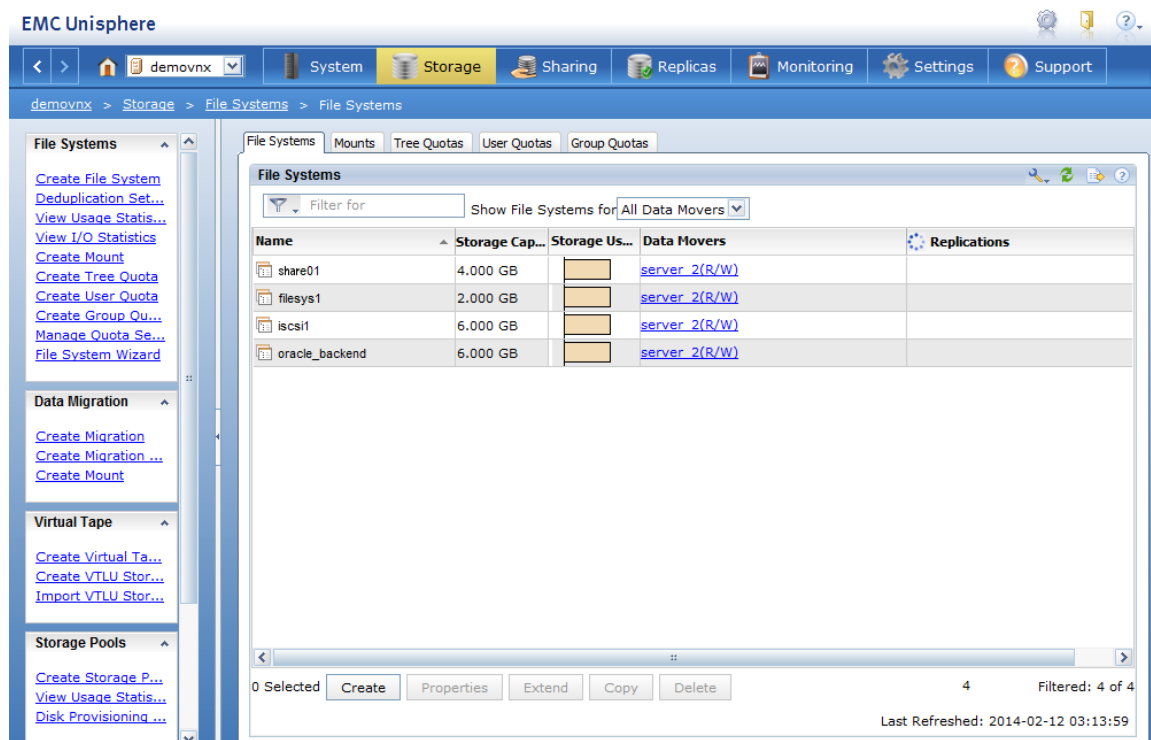 EMC Unisphere
demovnx
System
Storage
Sharing
Replicas
Monitoring
Settings
Support
demovnx > Storage > File Systems > File Systems
File Systems
Create File System
Deduplication Set...
View Usage Statis...
View I/O Statistics
Create Mount
Create Tree Quota
Create User Quota
Create Group Qu...
Manage Quota Se...
File System Wizard
Data Migration
Create Migration
Create Migration ...
Create Mount
Virtual Tape
Create Virtual Ta...
Create VTLU Stor...
Import VTLU Stor...
Storage Pools
Create Storage P...
View Usage Statis...
Disk Provisioning ...
File Systems Mounts Tree Quotas User Quotas Group Quotas
File Systems
Filter for Show File Systems for All Data Movers
Name Storage Cap... Storage Us... Data Movers Replications
share01 4.000 GB server_2(R/W)
filesys1 2.000 GB server_2(R/W)
iscsi1 6.000 GB server_2(R/W)
oracle_backend 6.000 GB server_2(R/W)
0 Selected Create Properties Extend Copy Delete 4 Filtered: 4 of 4
Last Refreshed: 2014-02-12 03:13:59